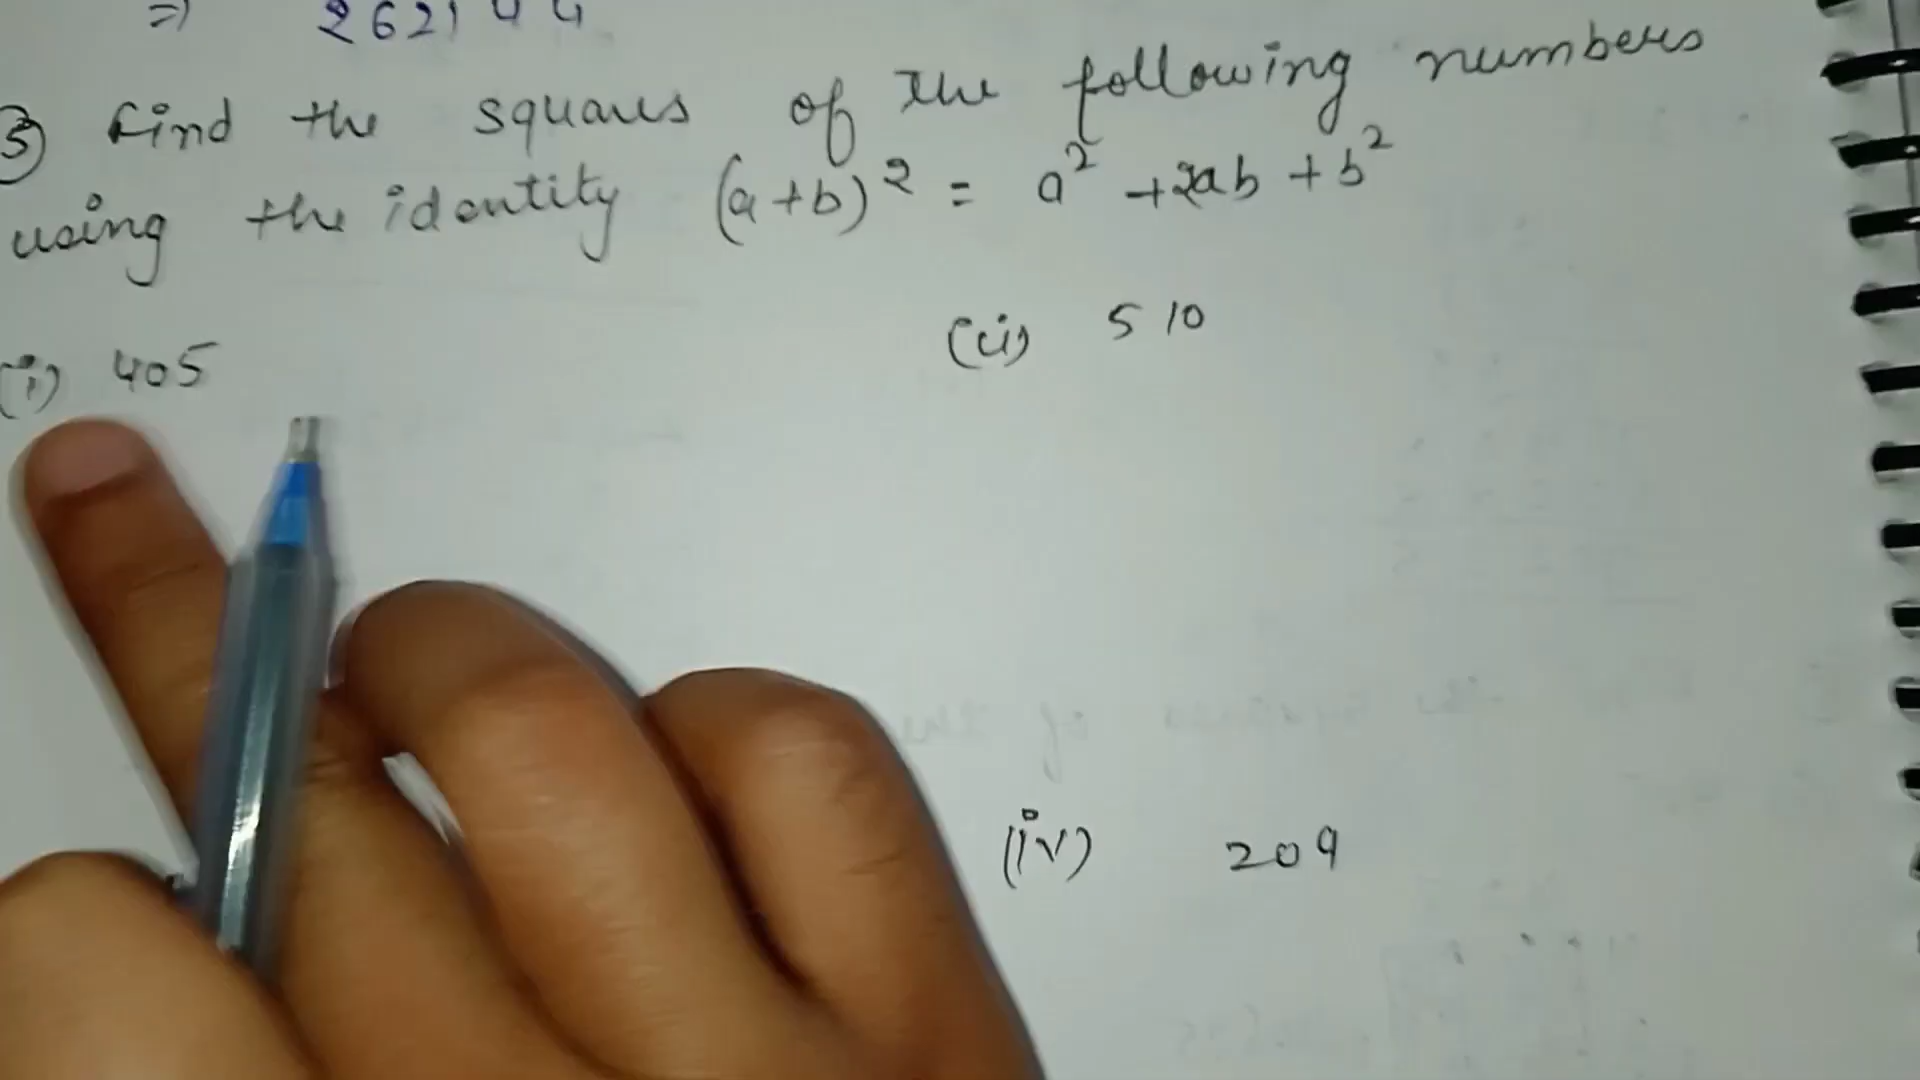 =) 262144
③ Find the squares of the following numbers
using the identity (a+b)² = a² +2ab +b²
(i) 405 (ii) 510
(iv) 209